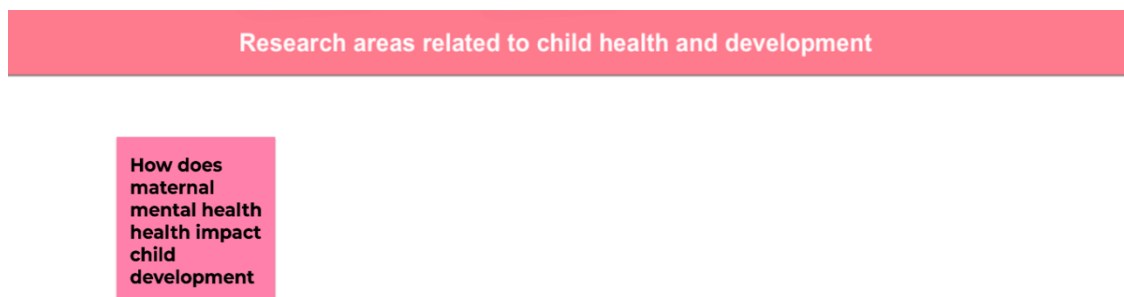 Research areas related to child health and development
How does
maternal
mental health
health impact
child
development